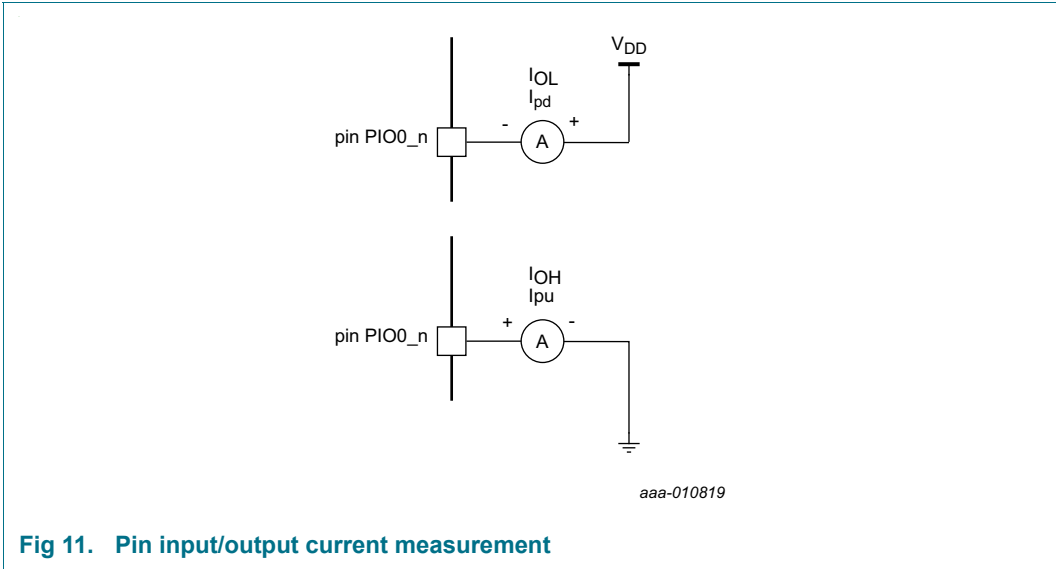 V_DD
I_OL
I_pd
pin PIO0_n
- +
A
I_OH
Ipu
pin PIO0_n
+ -
A
aaa-010819
Fig 11. Pin input/output current measurement